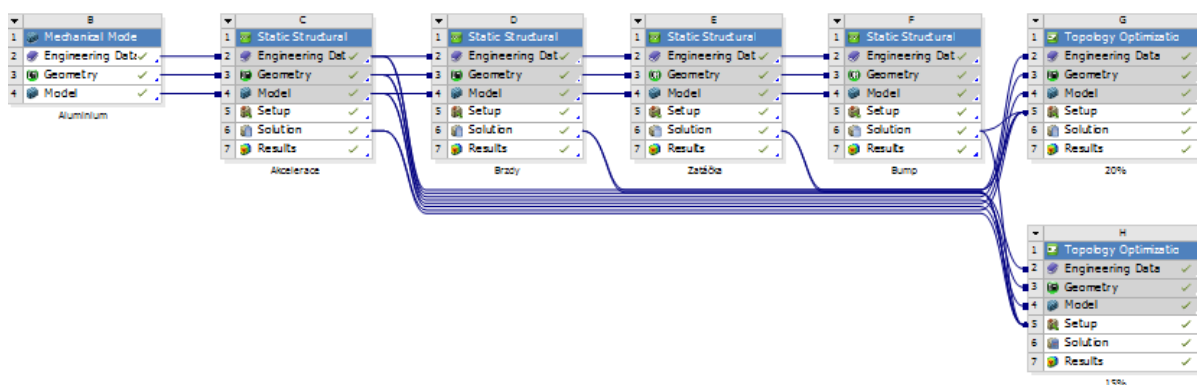 B
1 Mechanical Mode
2 Engineering Data
3 Geometry
4 Model
Aluminium
C
1 Static Structural
2 Engineering Dat
3 Geometry
4 Model
5 Setup
6 Solution
7 Results
Akcelerace
D
1 Static Structural
2 Engineering Dat
3 Geometry
4 Model
5 Setup
6 Solution
7 Results
Brzdy
E
1 Static Structural
2 Engineering Dat
3 Geometry
4 Model
5 Setup
6 Solution
7 Results
Zatáčka
F
1 Static Structural
2 Engineering Dat
3 Geometry
4 Model
5 Setup
6 Solution
7 Results
Bump
G
1 Topology Optimizatio
2 Engineering Data
3 Geometry
4 Model
5 Setup
6 Solution
7 Results
20%
H
1 Topology Optimizatio
2 Engineering Data
3 Geometry
4 Model
5 Setup
6 Solution
7 Results
15%